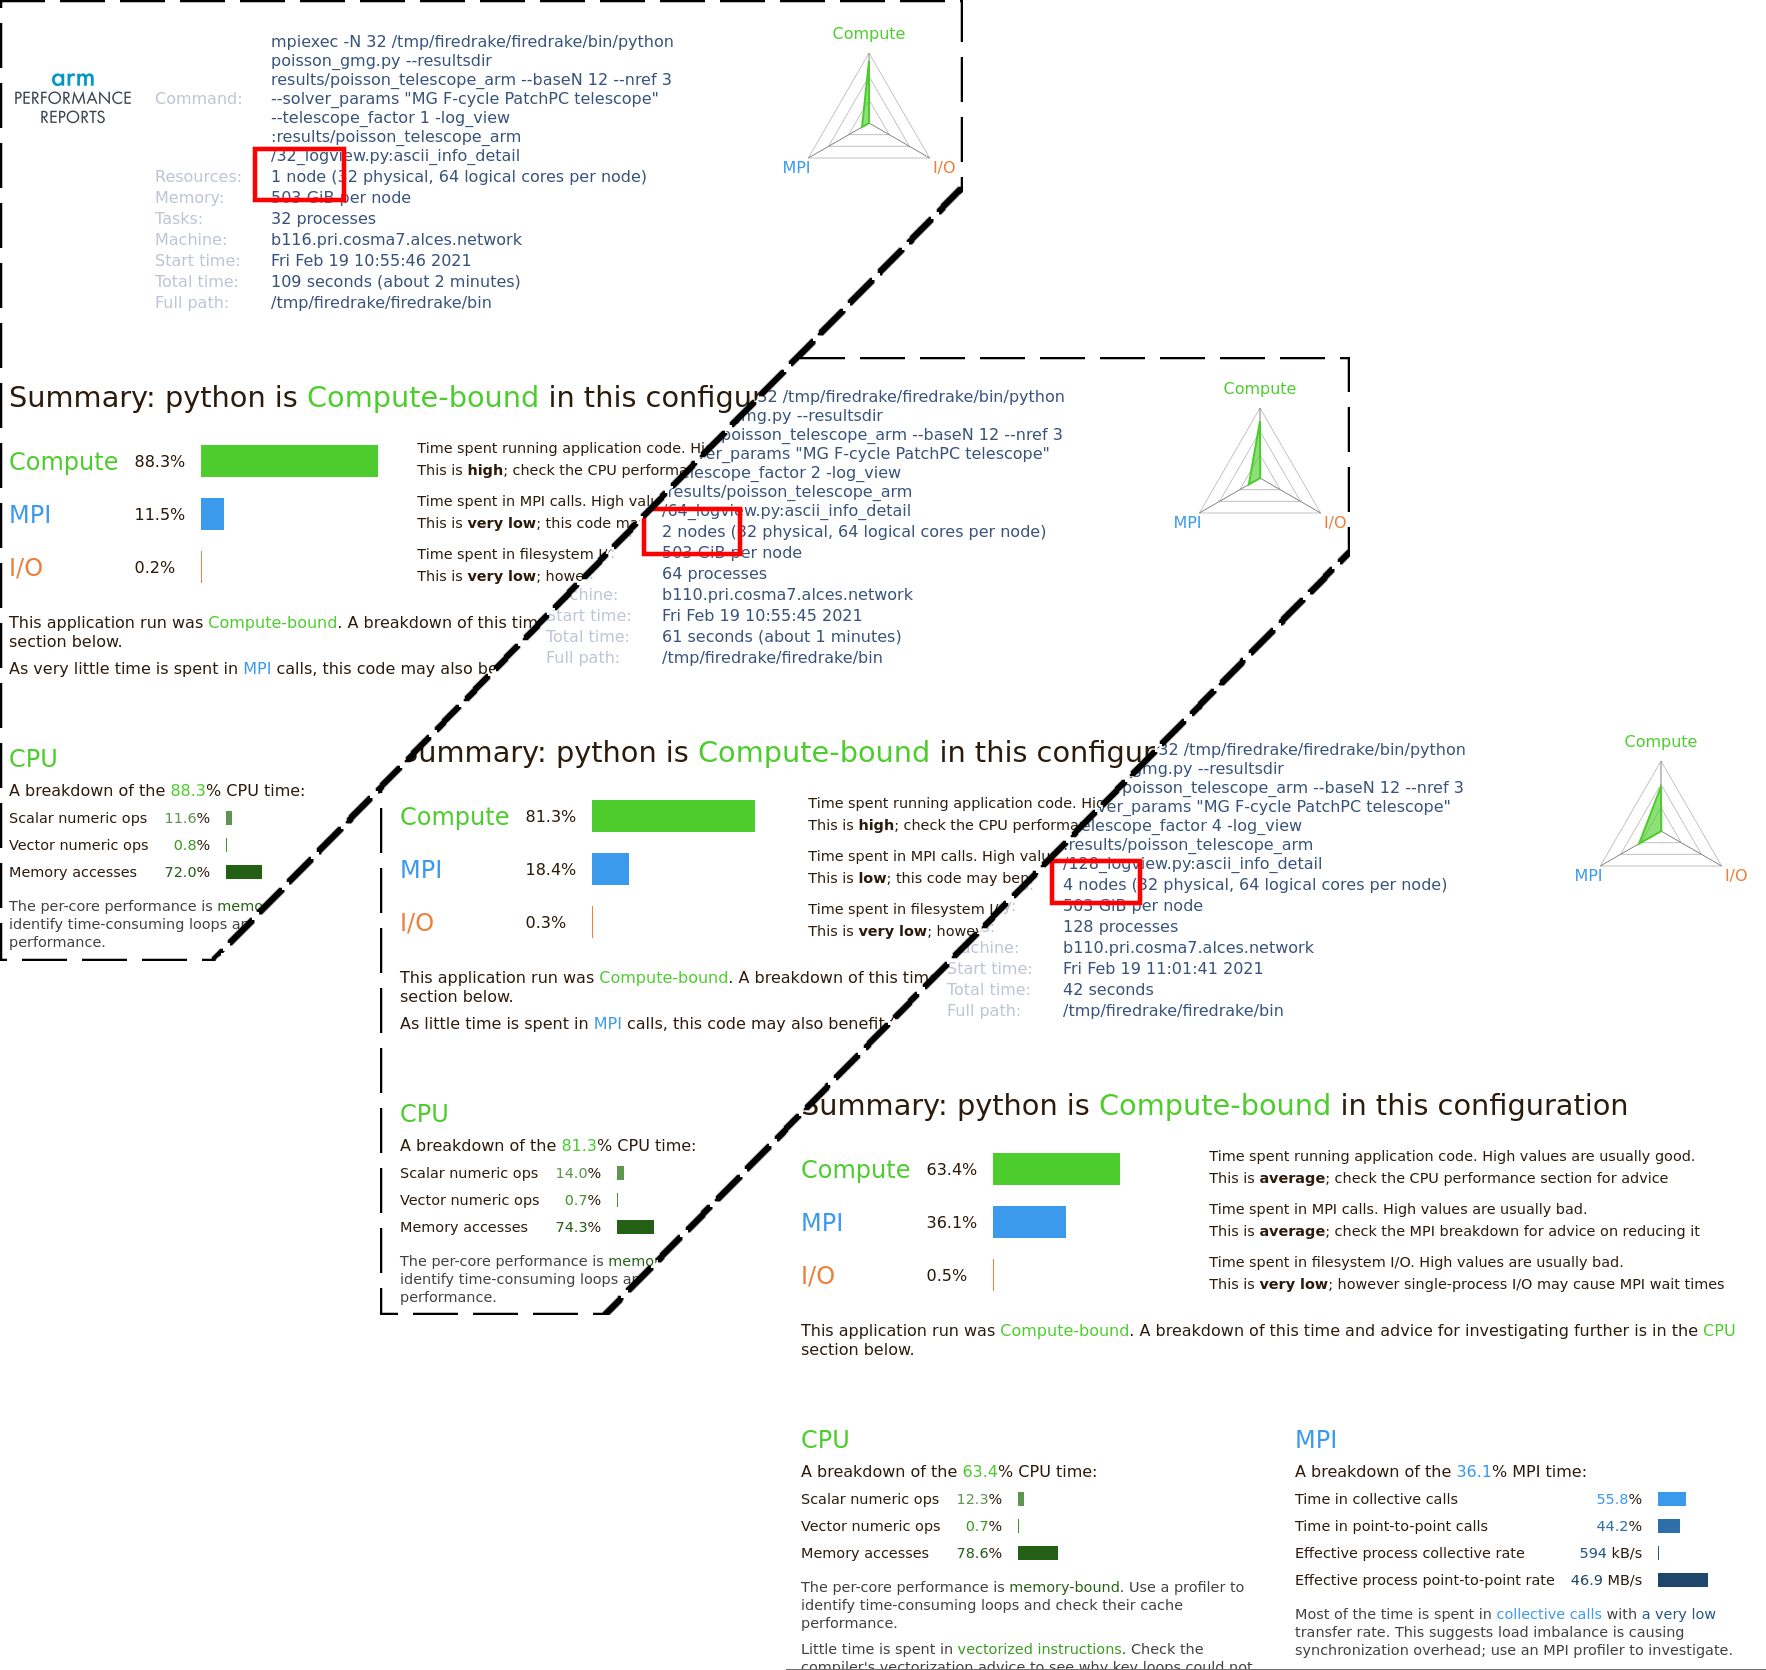 arm
PERFORMANCE
REPORTS
Command:
mpiexec -N 32 /tmp/firedrake/firedrake/bin/python
poisson_gmg.py --resultsdir
results/poisson_telescope_arm --baseN 12 --nref 3
--solver_params "MG F-cycle PatchPC telescope"
--telescope_factor 1 -log_view
:results/poisson_telescope_arm
/32_logview.py:ascii_info_detail
Resources: 1 node (32 physical, 64 logical cores per node)
Memory: 503 GiB per node
Tasks: 32 processes
Machine: b116.pri.cosma7.alces.network
Start time: Fri Feb 19 10:55:46 2021
Total time: 109 seconds (about 2 minutes)
Full path: /tmp/firedrake/firedrake/bin
Compute
MPI
I/O
Summary: python is Compute-bound in this configur
Compute 88.3%
Time spent running application code. Hi
This is high; check the CPU performa
MPI 11.5%
Time spent in MPI calls. High valu
This is very low; this code ma
I/O 0.2%
Time spent in filesystem I/
This is very low; howe
This application run was Compute-bound. A breakdown of this tim
section below.
As very little time is spent in MPI calls, this code may also be
CPU
A breakdown of the 88.3% CPU time:
Scalar numeric ops 11.6%
Vector numeric ops 0.8%
Memory accesses 72.0%
The per-core performance is memo
identify time-consuming loops an
performance.
32 /tmp/firedrake/firedrake/bin/python
mg.py --resultsdir
poisson_telescope_arm --baseN 12 --nref 3
er_params "MG F-cycle PatchPC telescope"
elescope_factor 2 -log_view
results/poisson_telescope_arm
/64_logview.py:ascii_info_detail
2 nodes (32 physical, 64 logical cores per node)
503 GiB per node
64 processes
chine: b110.pri.cosma7.alces.network
Start time: Fri Feb 19 10:55:45 2021
Total time: 61 seconds (about 1 minutes)
Full path: /tmp/firedrake/firedrake/bin
Compute
MPI
I/O
Summary: python is Compute-bound in this configur
Compute 81.3%
Time spent running application code. Hig
This is high; check the CPU performa
MPI 18.4%
Time spent in MPI calls. High valu
This is low; this code may ben
I/O 0.3%
Time spent in filesystem I/
This is very low; howev
This application run was Compute-bound. A breakdown of this tim
section below.
As little time is spent in MPI calls, this code may also benefit
CPU
A breakdown of the 81.3% CPU time:
Scalar numeric ops 14.0%
Vector numeric ops 0.7%
Memory accesses 74.3%
The per-core performance is memor
identify time-consuming loops an
performance.
32 /tmp/firedrake/firedrake/bin/python
gmg.py --resultsdir
poisson_telescope_arm --baseN 12 --nref 3
ver_params "MG F-cycle PatchPC telescope"
elescope_factor 4 -log_view
results/poisson_telescope_arm
/128_logview.py:ascii_info_detail
4 nodes (32 physical, 64 logical cores per node)
y: 503 GiB per node
128 processes
achine: b110.pri.cosma7.alces.network
Start time: Fri Feb 19 11:01:41 2021
Total time: 42 seconds
Full path: /tmp/firedrake/firedrake/bin
Compute
MPI
I/O
Summary: python is Compute-bound in this configuration
Compute 63.4%
Time spent running application code. High values are usually good.
This is average; check the CPU performance section for advice
MPI 36.1%
Time spent in MPI calls. High values are usually bad.
This is average; check the MPI breakdown for advice on reducing it
I/O 0.5%
Time spent in filesystem I/O. High values are usually bad.
This is very low; however single-process I/O may cause MPI wait times
This application run was Compute-bound. A breakdown of this time and advice for investigating further is in the CPU
section below.
CPU
A breakdown of the 63.4% CPU time:
Scalar numeric ops 12.3%
Vector numeric ops 0.7%
Memory accesses 78.6%
The per-core performance is memory-bound. Use a profiler to
identify time-consuming loops and check their cache
performance.
Little time is spent in vectorized instructions. Check the
compiler's vectorization advice to see why key loops could not
MPI
A breakdown of the 36.1% MPI time:
Time in collective calls 55.8%
Time in point-to-point calls 44.2%
Effective process collective rate 594 kB/s
Effective process point-to-point rate 46.9 MB/s
Most of the time is spent in collective calls with a very low
transfer rate. This suggests load imbalance is causing
synchronization overhead; use an MPI profiler to investigate.